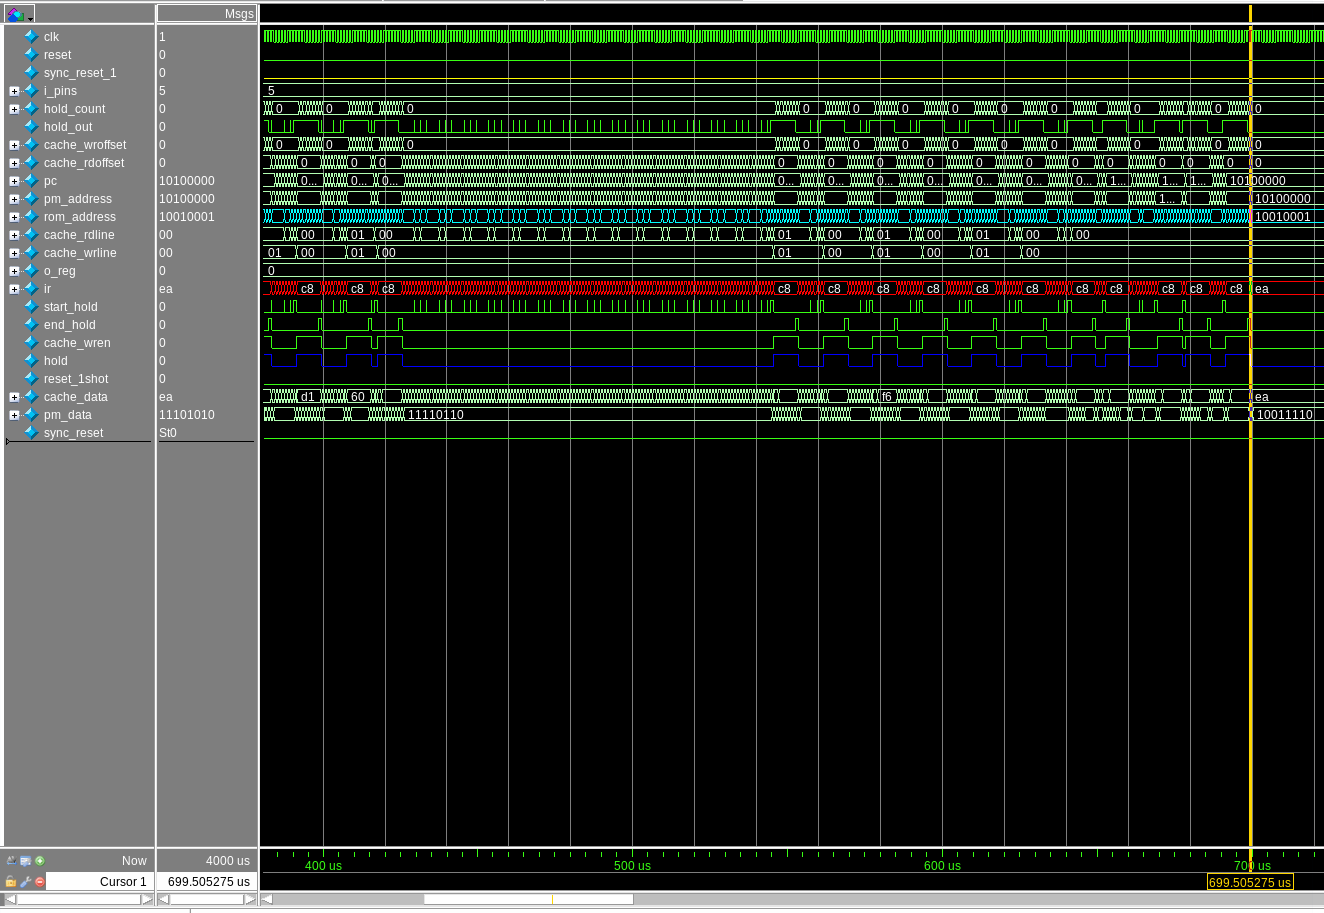 Msgs
clk 1
reset 0
sync_reset_1 0
i_pins 5 5
hold_count 0 0 0 0 0 0 0 0 0 0 0 0 0 0
hold_out 0
cache_wroffset 0 0 0 0 0 0 0 0 0 0 0 0 0 0
cache_rdoffset 0 0 0 0 0 0 0 0 0 0 0 0 0 0 0 0
pc 10100000 0... 0... 0... 0... 0... 0... 0... 0... 0... 0... 1... 1... 1... 10100000
pm_address 10100000 1... 10100000
rom_address 10010001 10010001
cache_rdline 00 00 01 00 01 00 01 00 01 00 00
cache_wrline 00 01 00 01 00 01 00 01 00 01 00
o_reg 0 0
ir ea c8 c8 c8 c8 c8 c8 c8 c8 c8 c8 c8 c8 c8 c8 ea
start_hold 0
end_hold 0
cache_wren 0
hold 0
reset_1shot 0
cache_data ea d1 60 f6 ea
pm_data 11101010 11110110 10011110
sync_reset St0
Now 4000 us 400 us 500 us 600 us 700 us
Cursor 1 699.505275 us 699.505275 us